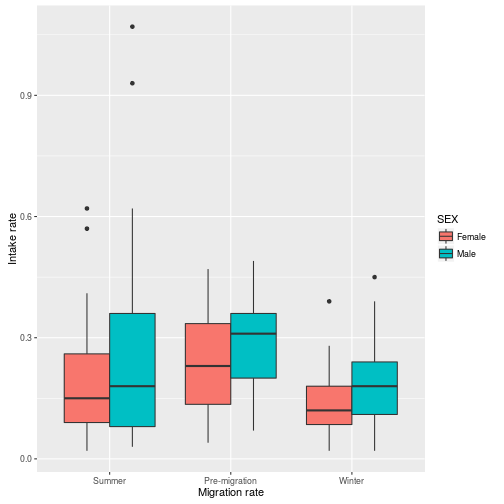 Intake rate
0.9
0.6
0.3
0.0
Summer
Pre-migration
Winter
Migration rate
SEX
Female
Male